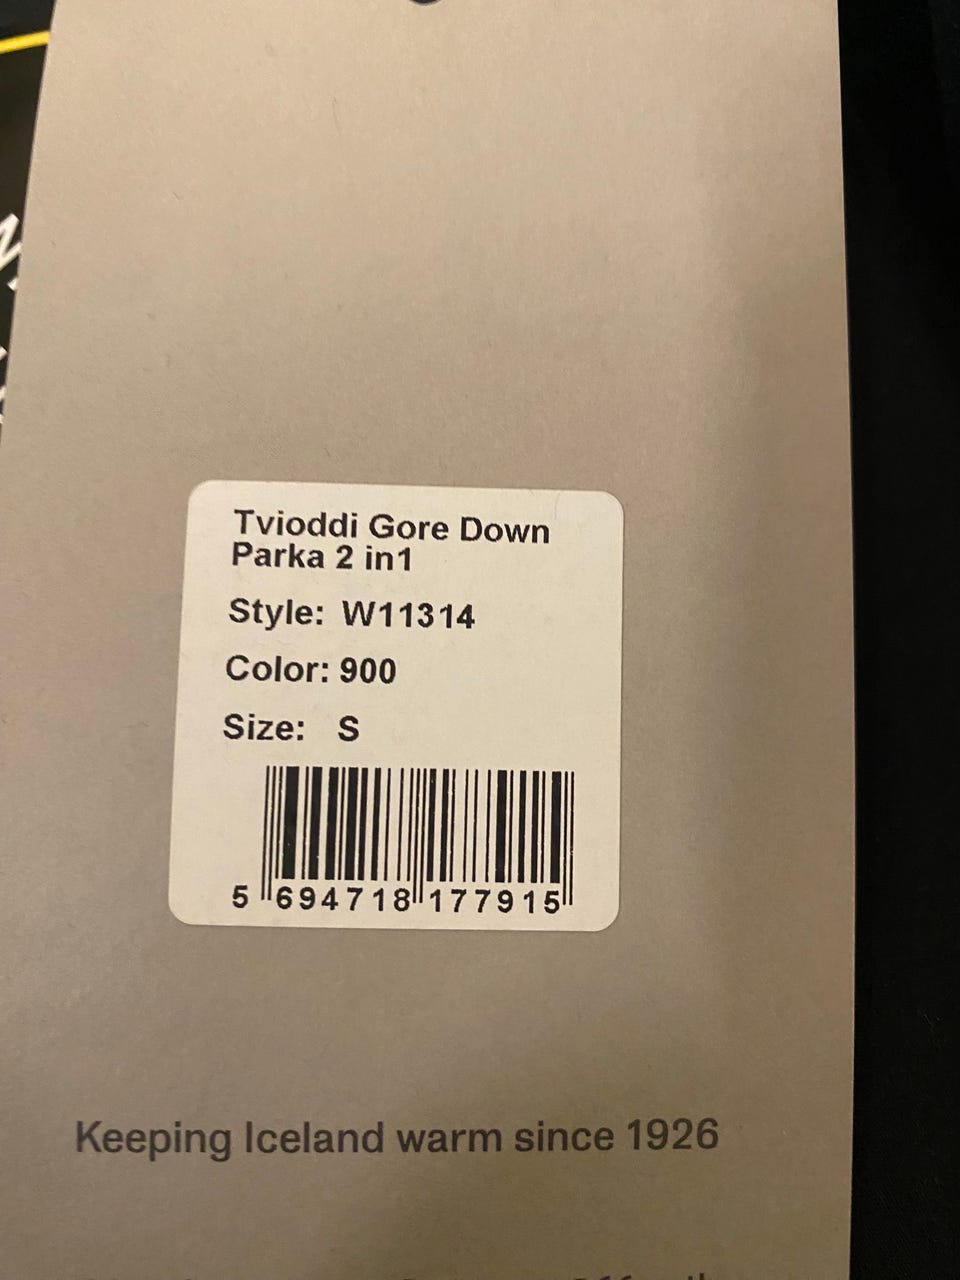 Tvioddi Gore Down
Parka 2 in1
Style: W11314
Color: 900
Size: S
5 694718 177915
Keeping Iceland warm since 1926